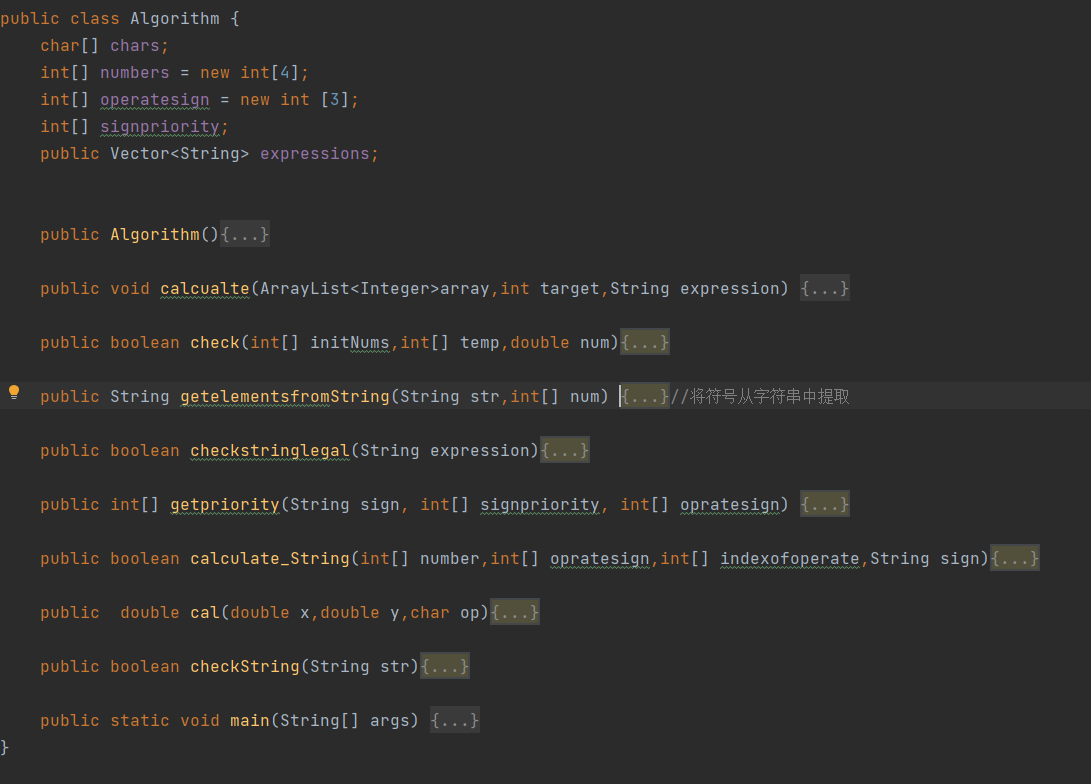 public class Algorithm {
char[] chars;
int[] numbers = new int[4];
int[] operatesign = new int [3];
int[] signpriority;
public Vector<String> expressions;
public Algorithm(){...}
public void calcualte(ArrayList<Integer>array,int target,String expression) {...}
public boolean check(int[] initNums,int[] temp,double num){...}
public String getelementsfromString(String str,int[] num) {...}//将符号从字符串中提取
public boolean checkstringlegal(String expression){...}
public int[] getpriority(String sign, int[] signpriority, int[] opratesign) {...}
public boolean calculate_String(int[] number,int[] opratesign,int[] indexofoperate,String sign){...}
public  double cal(double x,double y,char op){...}
public boolean checkString(String str){...}
public static void main(String[] args) {...}
}